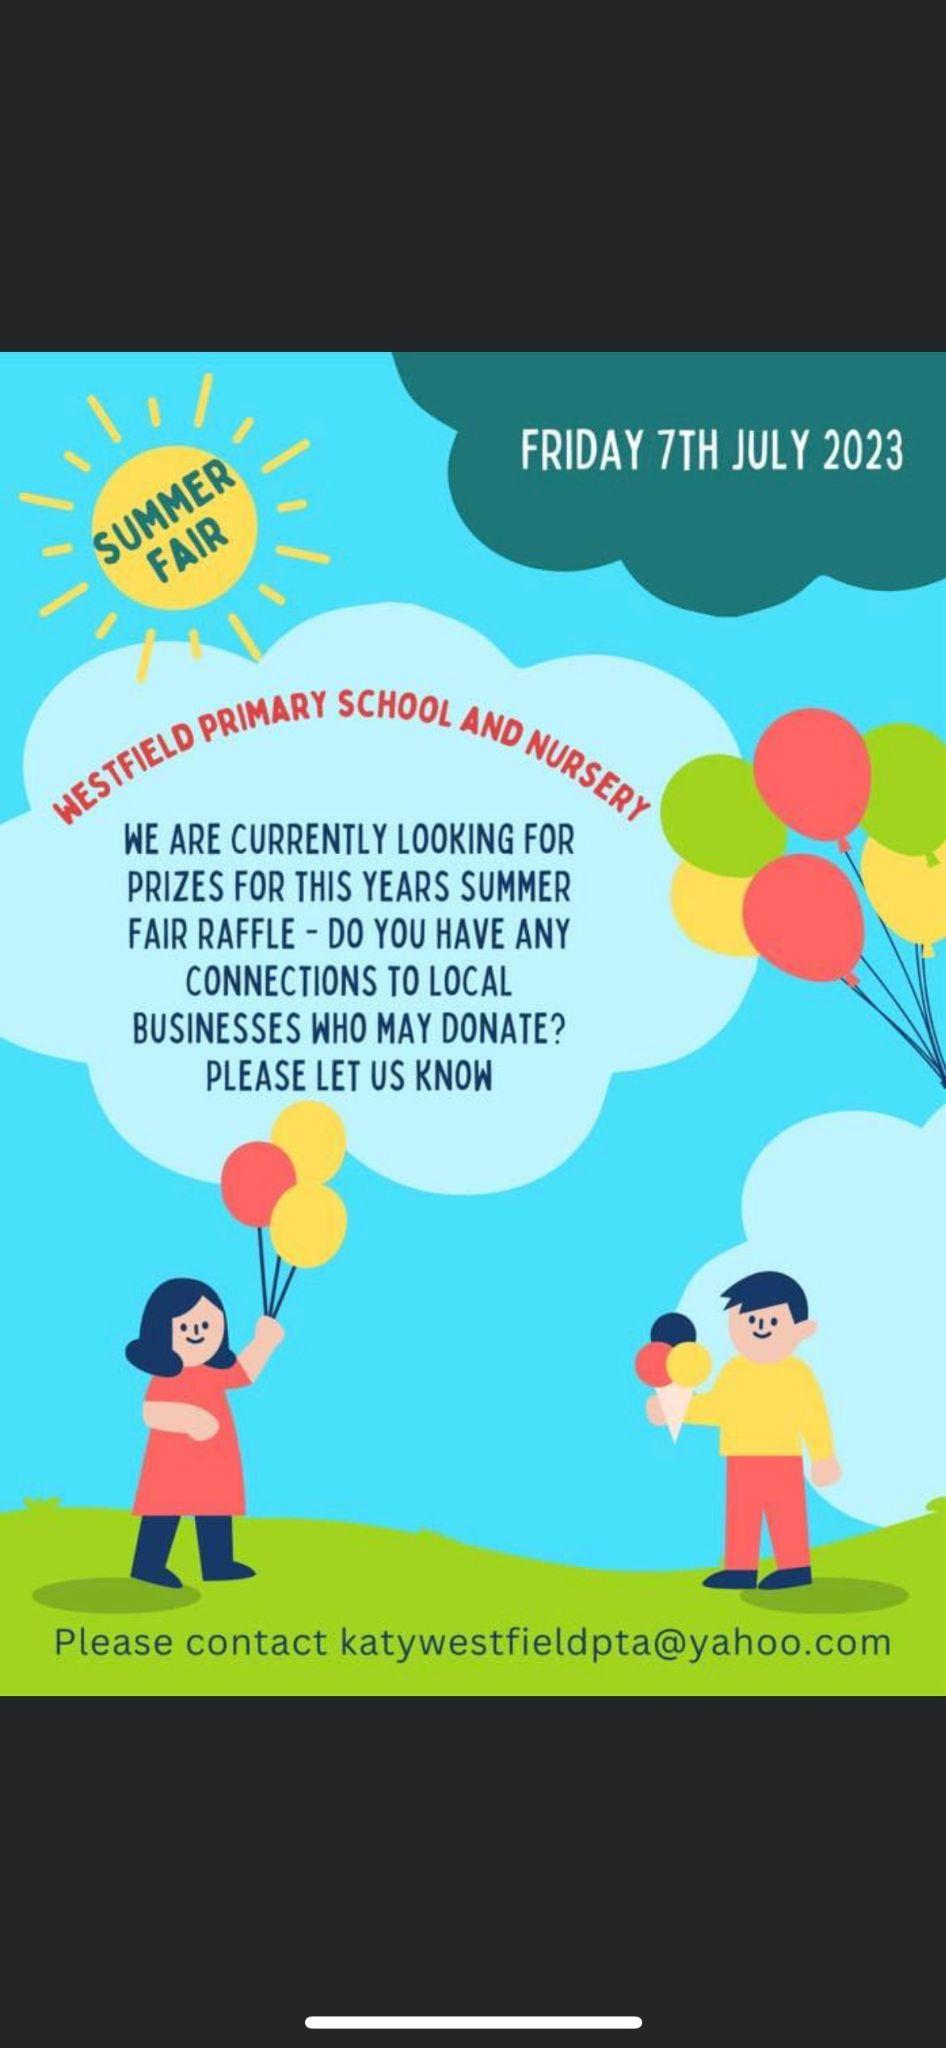 SUMMER
FAIR
FRIDAY 7TH JULY 2023
WESTFIELD PRIMARY SCHOOL AND NURSERY
WE ARE CURRENTLY LOOKING FOR
PRIZES FOR THIS YEARS SUMMER
FAIR RAFFLE - DO YOU HAVE ANY
CONNECTIONS TO LOCAL
BUSINESSES WHO MAY DONATE?
PLEASE LET US KNOW
Please contact katywestfieldpta@yahoo.com